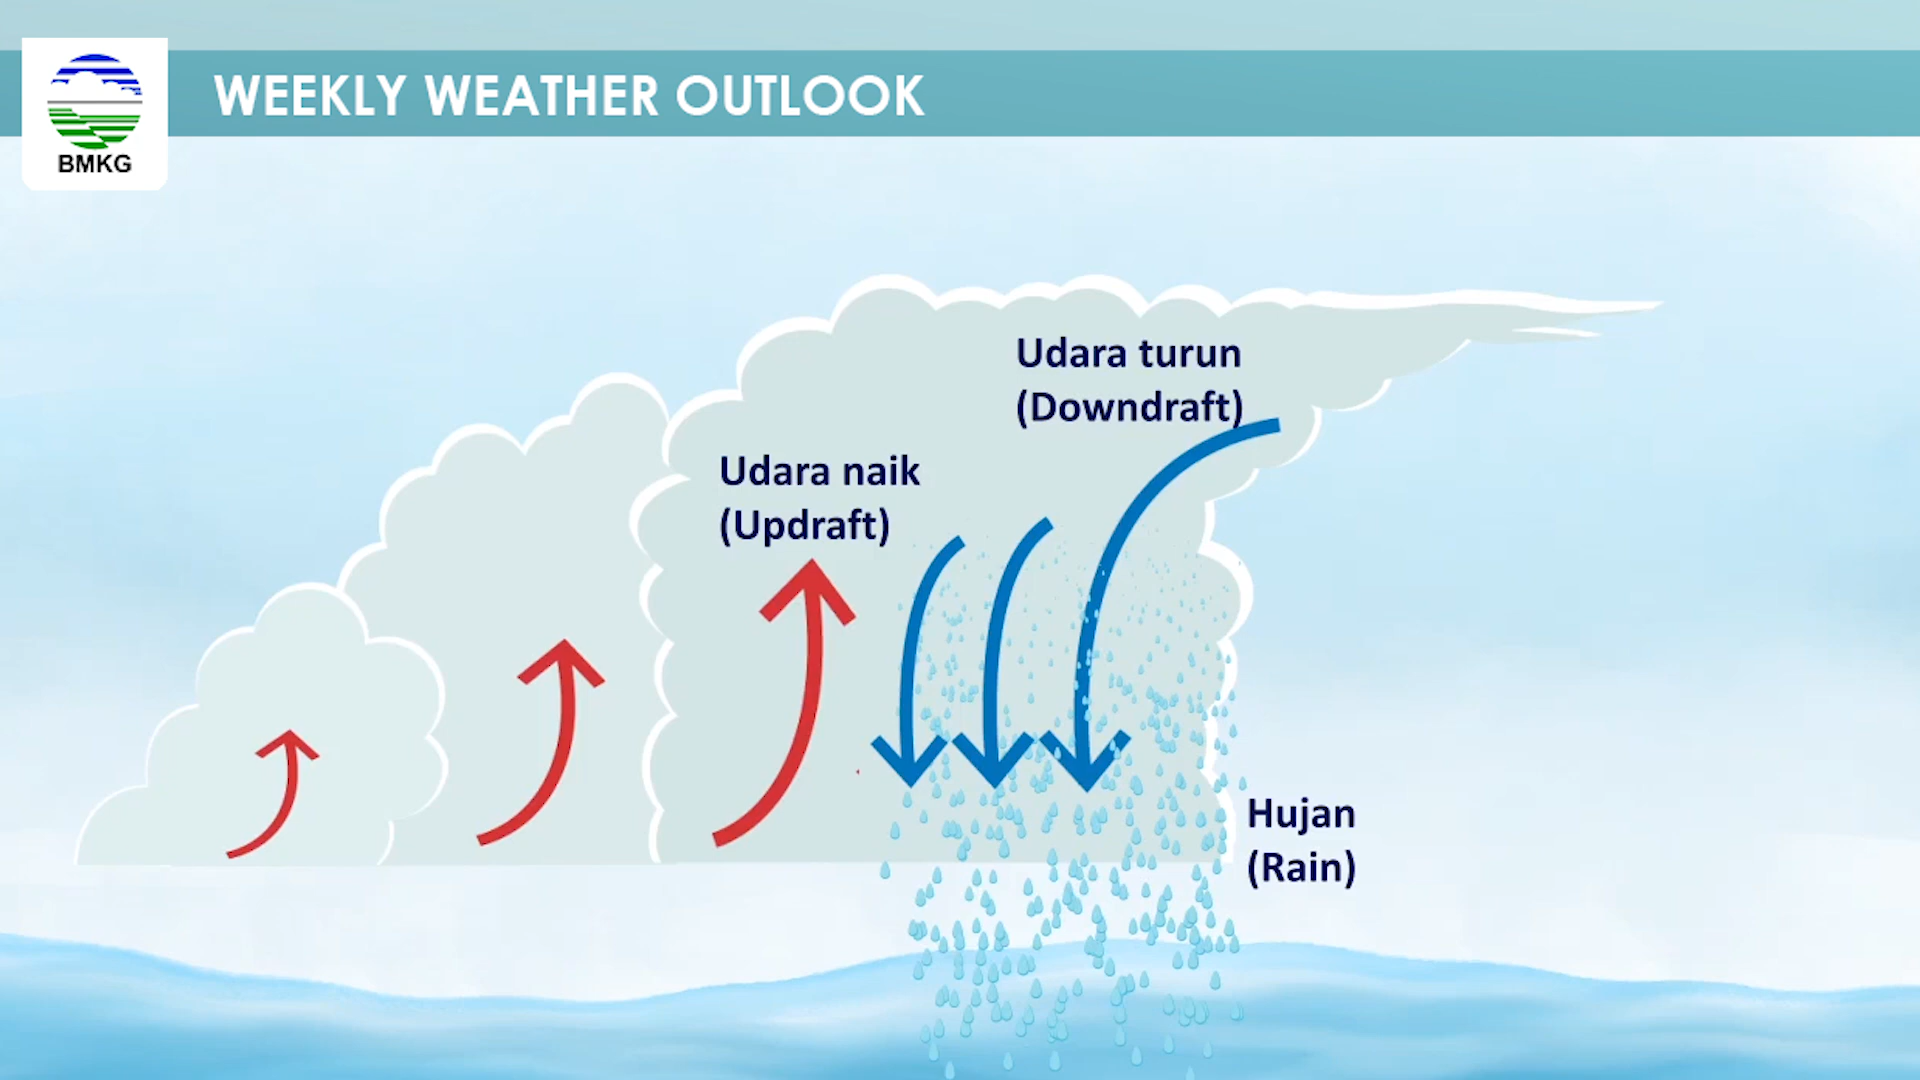 WEEKLY WEATHER OUTLOOK
BMKG
Udara turun
(Downdraft)
Udara naik
(Updraft)
Hujan
(Rain)